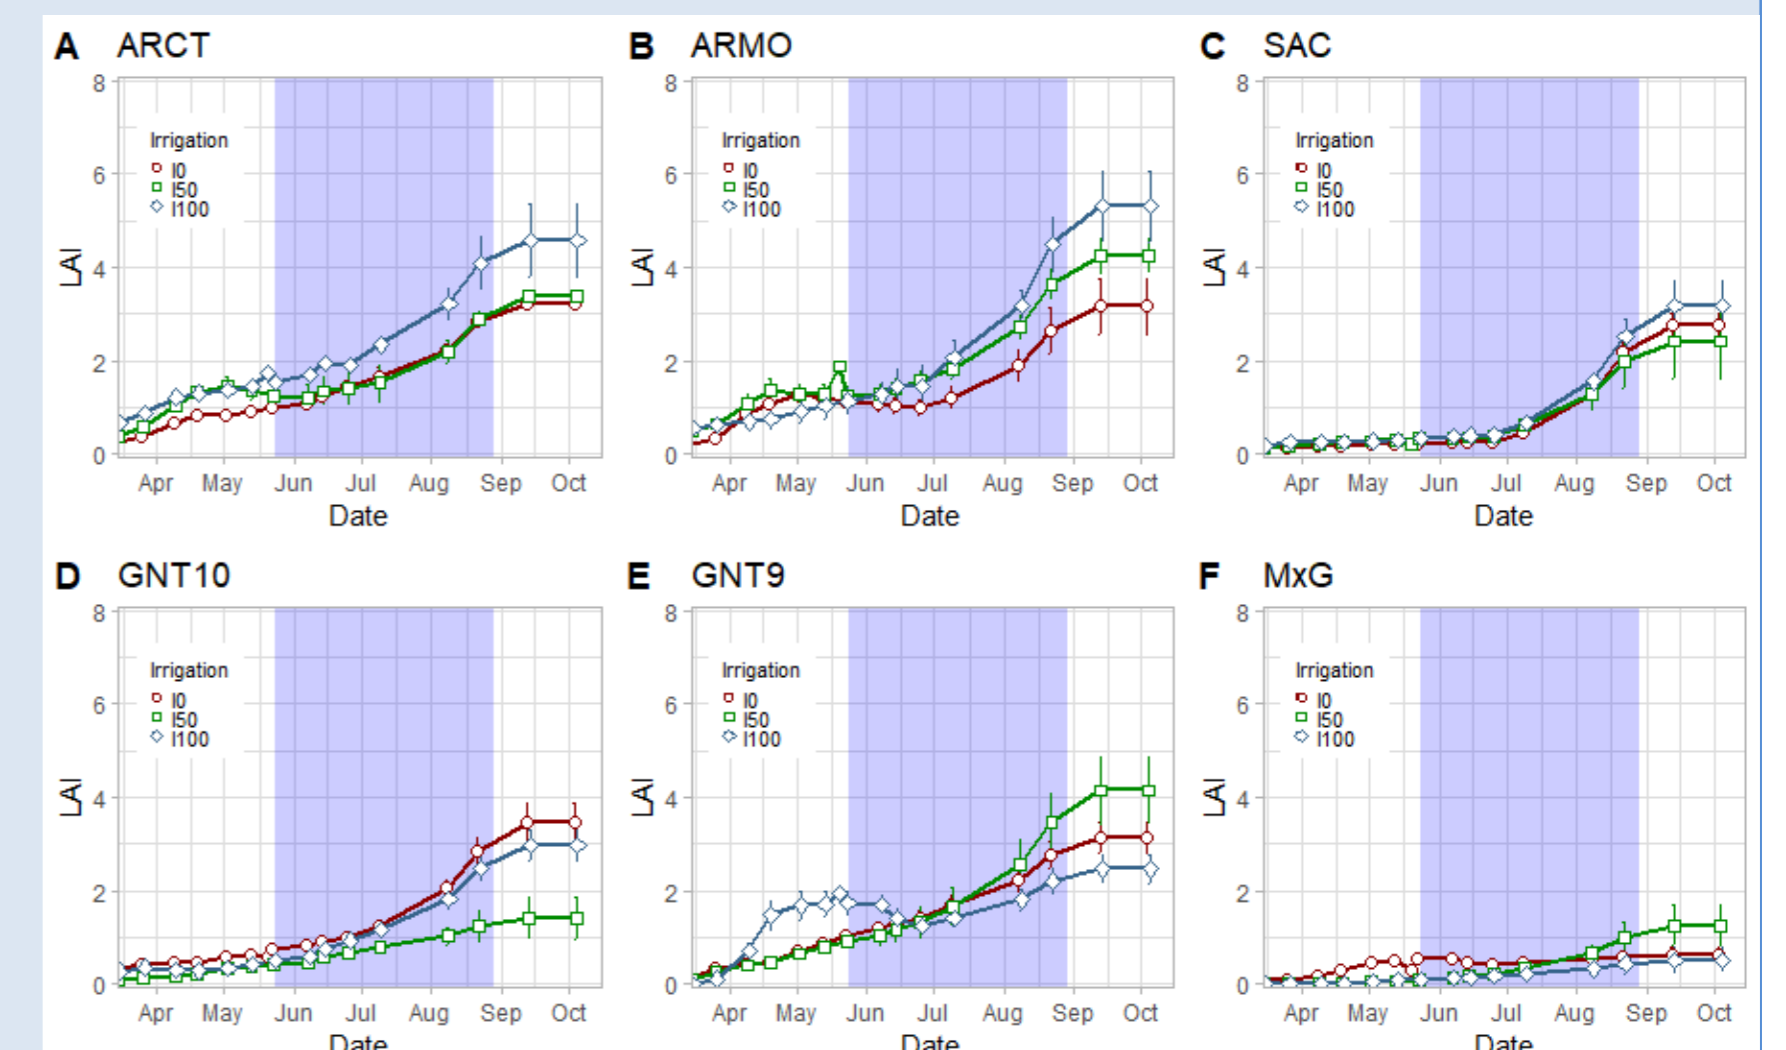 A ARCT
8
6
4
2
0
LAI
Irrigation
I0
I50
I100
Apr May Jun Jul Aug Sep Oct
Date
B ARMO
8
6
4
2
0
LAI
Irrigation
I0
I50
I100
Apr May Jun Jul Aug Sep Oct
Date
C SAC
8
6
4
2
0
LAI
Irrigation
I0
I50
I100
Apr May Jun Jul Aug Sep Oct
Date
D GNT10
8
6
4
2
0
LAI
Irrigation
I0
I50
I100
Apr May Jun Jul Aug Sep Oct
Date
E GNT9
8
6
4
2
0
LAI
Irrigation
I0
I50
I100
Apr May Jun Jul Aug Sep Oct
Date
F MxG
8
6
4
2
0
LAI
Irrigation
I0
I50
I100
Apr May Jun Jul Aug Sep Oct
Date